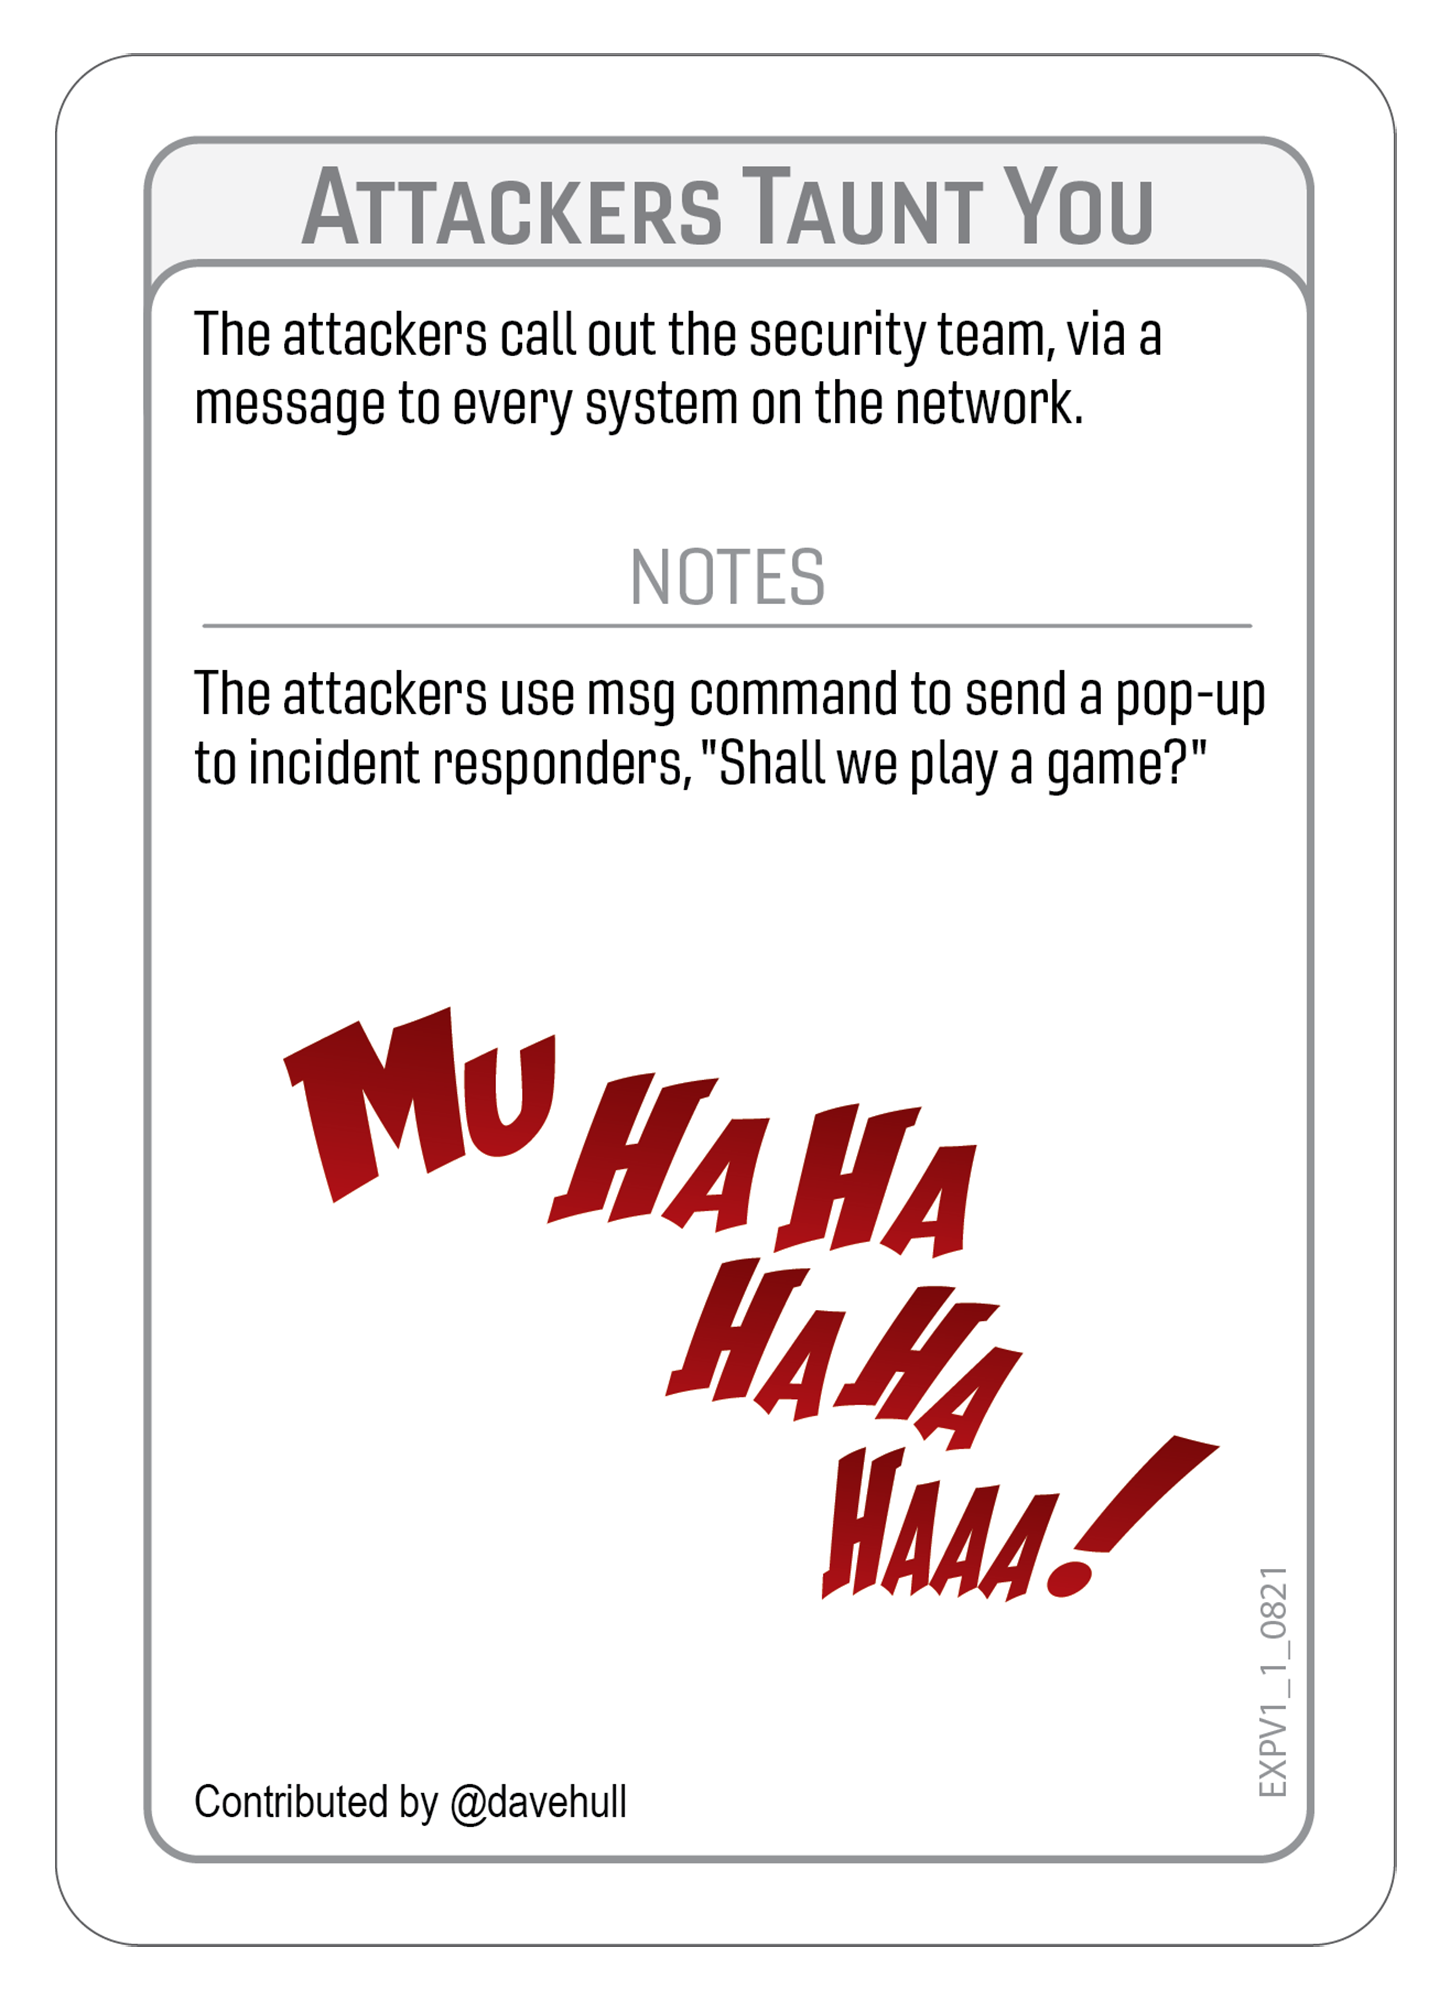 Attackers Taunt You
The attackers call out the security team, via a
message to every system on the network.
NOTES
The attackers use msg command to send a pop-up
to incident responders, "Shall we play a game?"
Mu Ha Ha
Ha Ha
Haaa!
EXPV1_1_0821
Contributed by @davehull